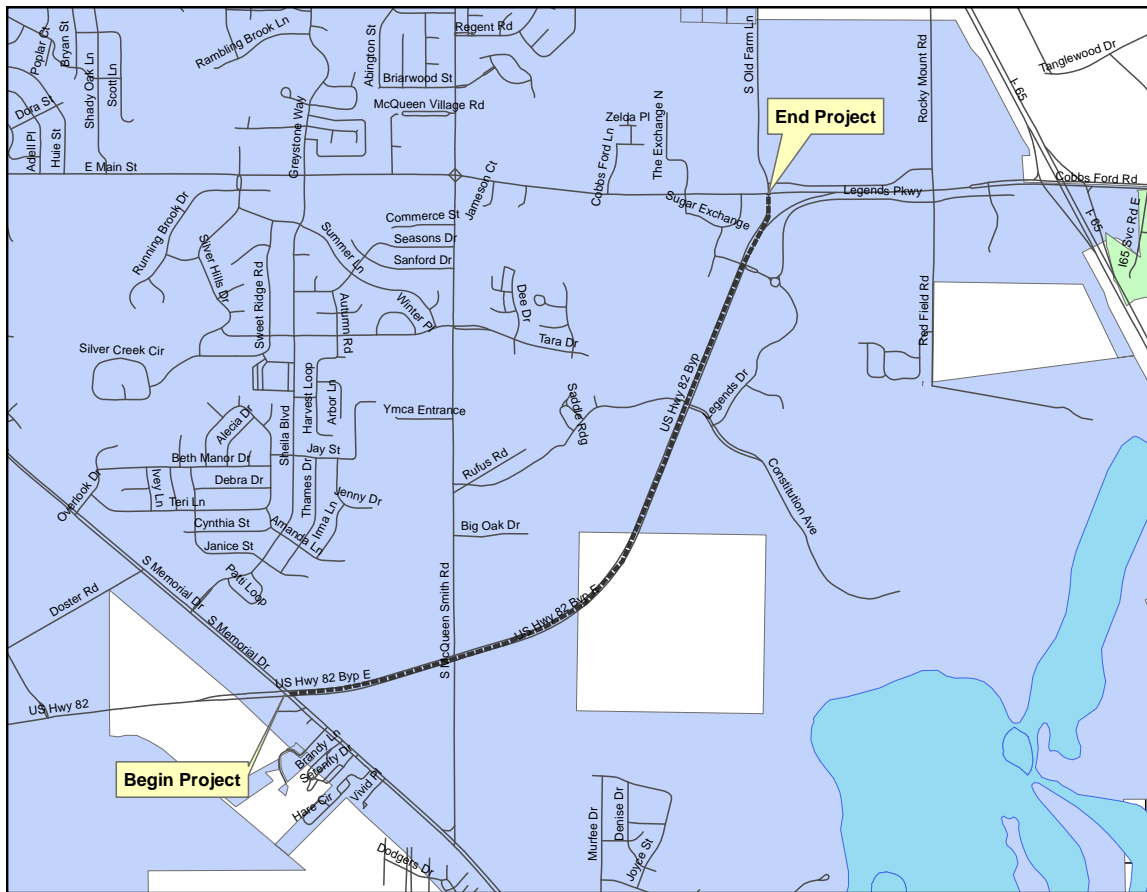 Regent Rd
Rambling Brook Ln
Abington St
S Old Farm Ln
Rocky Mount Rd
I- 65
Tanglewood Dr
Poplar Ct
Bryan St
Shady Oak Ln
Scott Ln
Briarwood St
McQueen Village Rd
Greystone Way
Dora St
Adell Pl
Huie St
E Main St
Zelda Pl
Cobbs Ford Ln
The Exchange N
End Project
Jameson Ct
Legends Pkwy
Cobbs Ford Rd
Sugar Exchange
I- 65
I65 Svc Rd E
Commerce St
Seasons Dr
Sanford Dr
Running Brook Dr
Silver Hills Dr
Sweet Ridge Rd
Summer Ln
Autumn Rd
Winter Pl
Dee Dr
Tara Dr
Red Field Rd
Silver Creek Cir
US Hwy 82 Byp
Legends Dr
Saddle Rdg
Harvest Loop
Arbor Ln
Ymca Entrance
Alecia Dr
Sheila Blvd
Jay St
Beth Manor Dr
Debra Dr
Rufus Rd
Constitution Ave
Overlook Dr
Ivey Ln
Teri Ln
Thames Dr
Jenny Dr
Irma Ln
Cynthia St
Amanda Ln
Janice St
Big Oak Dr
Patti Loop
Doster Rd
S Memorial Dr
S Memorial Dr
S McQueen Smith Rd
US Hwy 82 Byp E
US Hwy 82 Byp E
US Hwy 82
Brandy Ln
Serenity Dr
Begin Project
Vivid Pl
Hare Cir
Murfee Dr
Denise Dr
Joyce St
Dodgers Dr